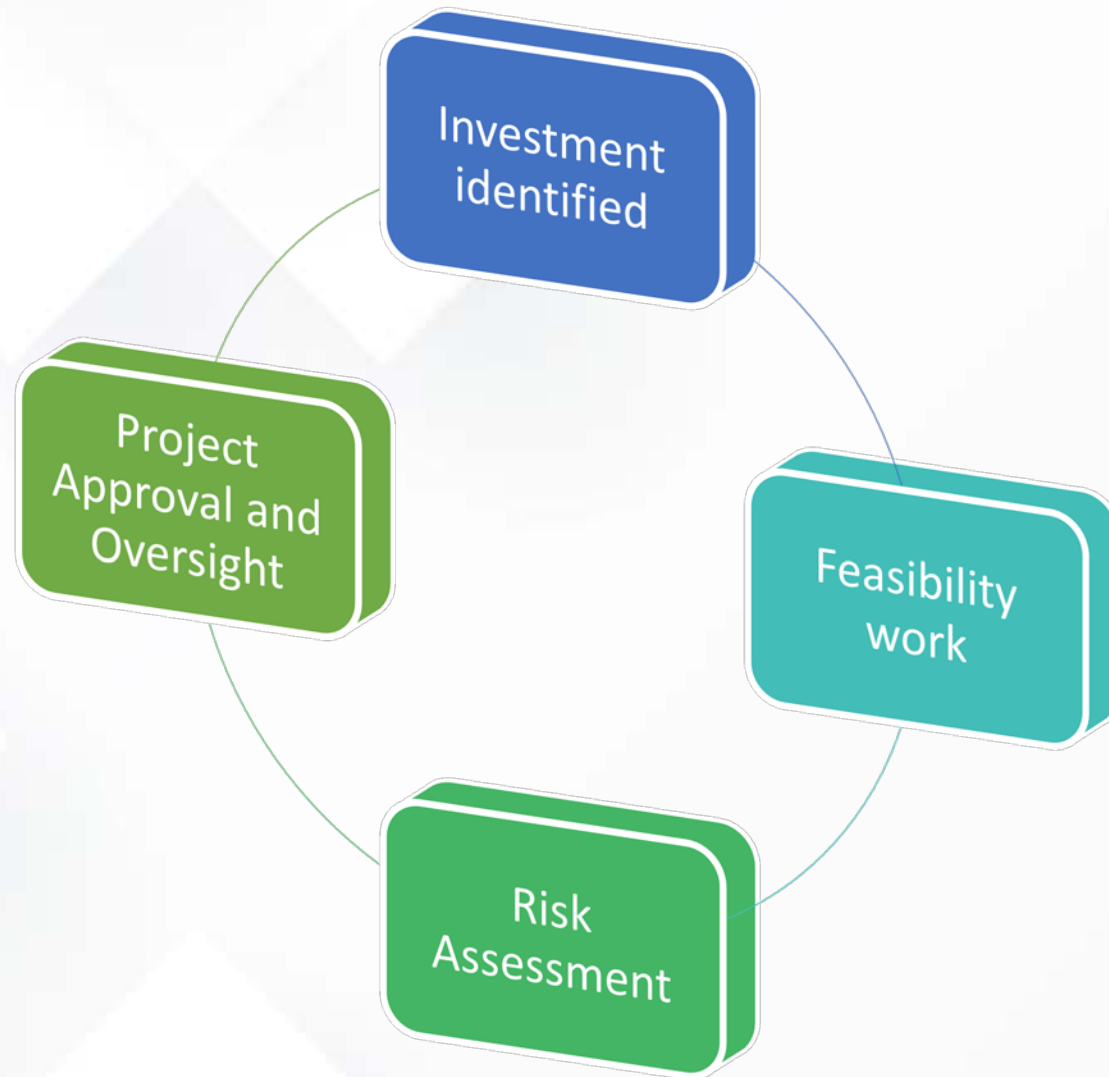 Investment
identified
Feasibility
work
Risk
Assessment
Project
Approval and
Oversight